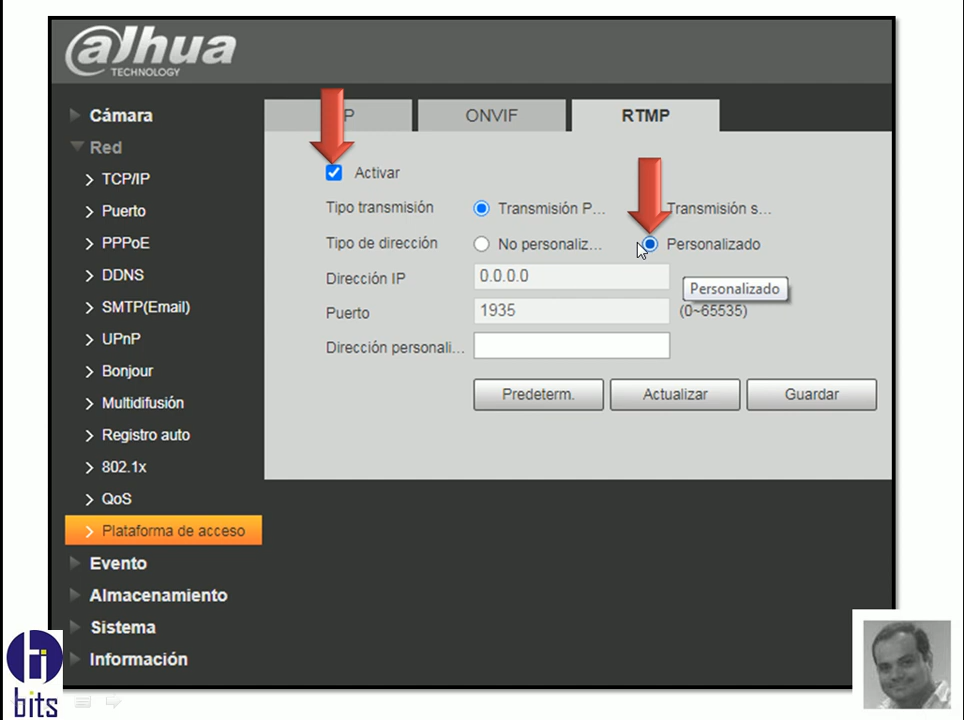 alhua
TECHNOLOGY
Cámara
Red
TCP/IP
Puerto
PPPoE
DDNS
SMTP(Email)
UPnP
Bonjour
Multidifusión
Registro auto
802.1x
QoS
Plataforma de acceso
Evento
Almacenamiento
Sistema
Información
P
ONVIF
RTMP
Activar
Tipo transmisión
Transmisión P...
Transmisión s...
Tipo de dirección
No personaliz...
Personalizado
Dirección IP
0.0.0.0
Personalizado
Puerto
1935
(0~65535)
Dirección personali...
Predeterm.
Actualizar
Guardar
bits